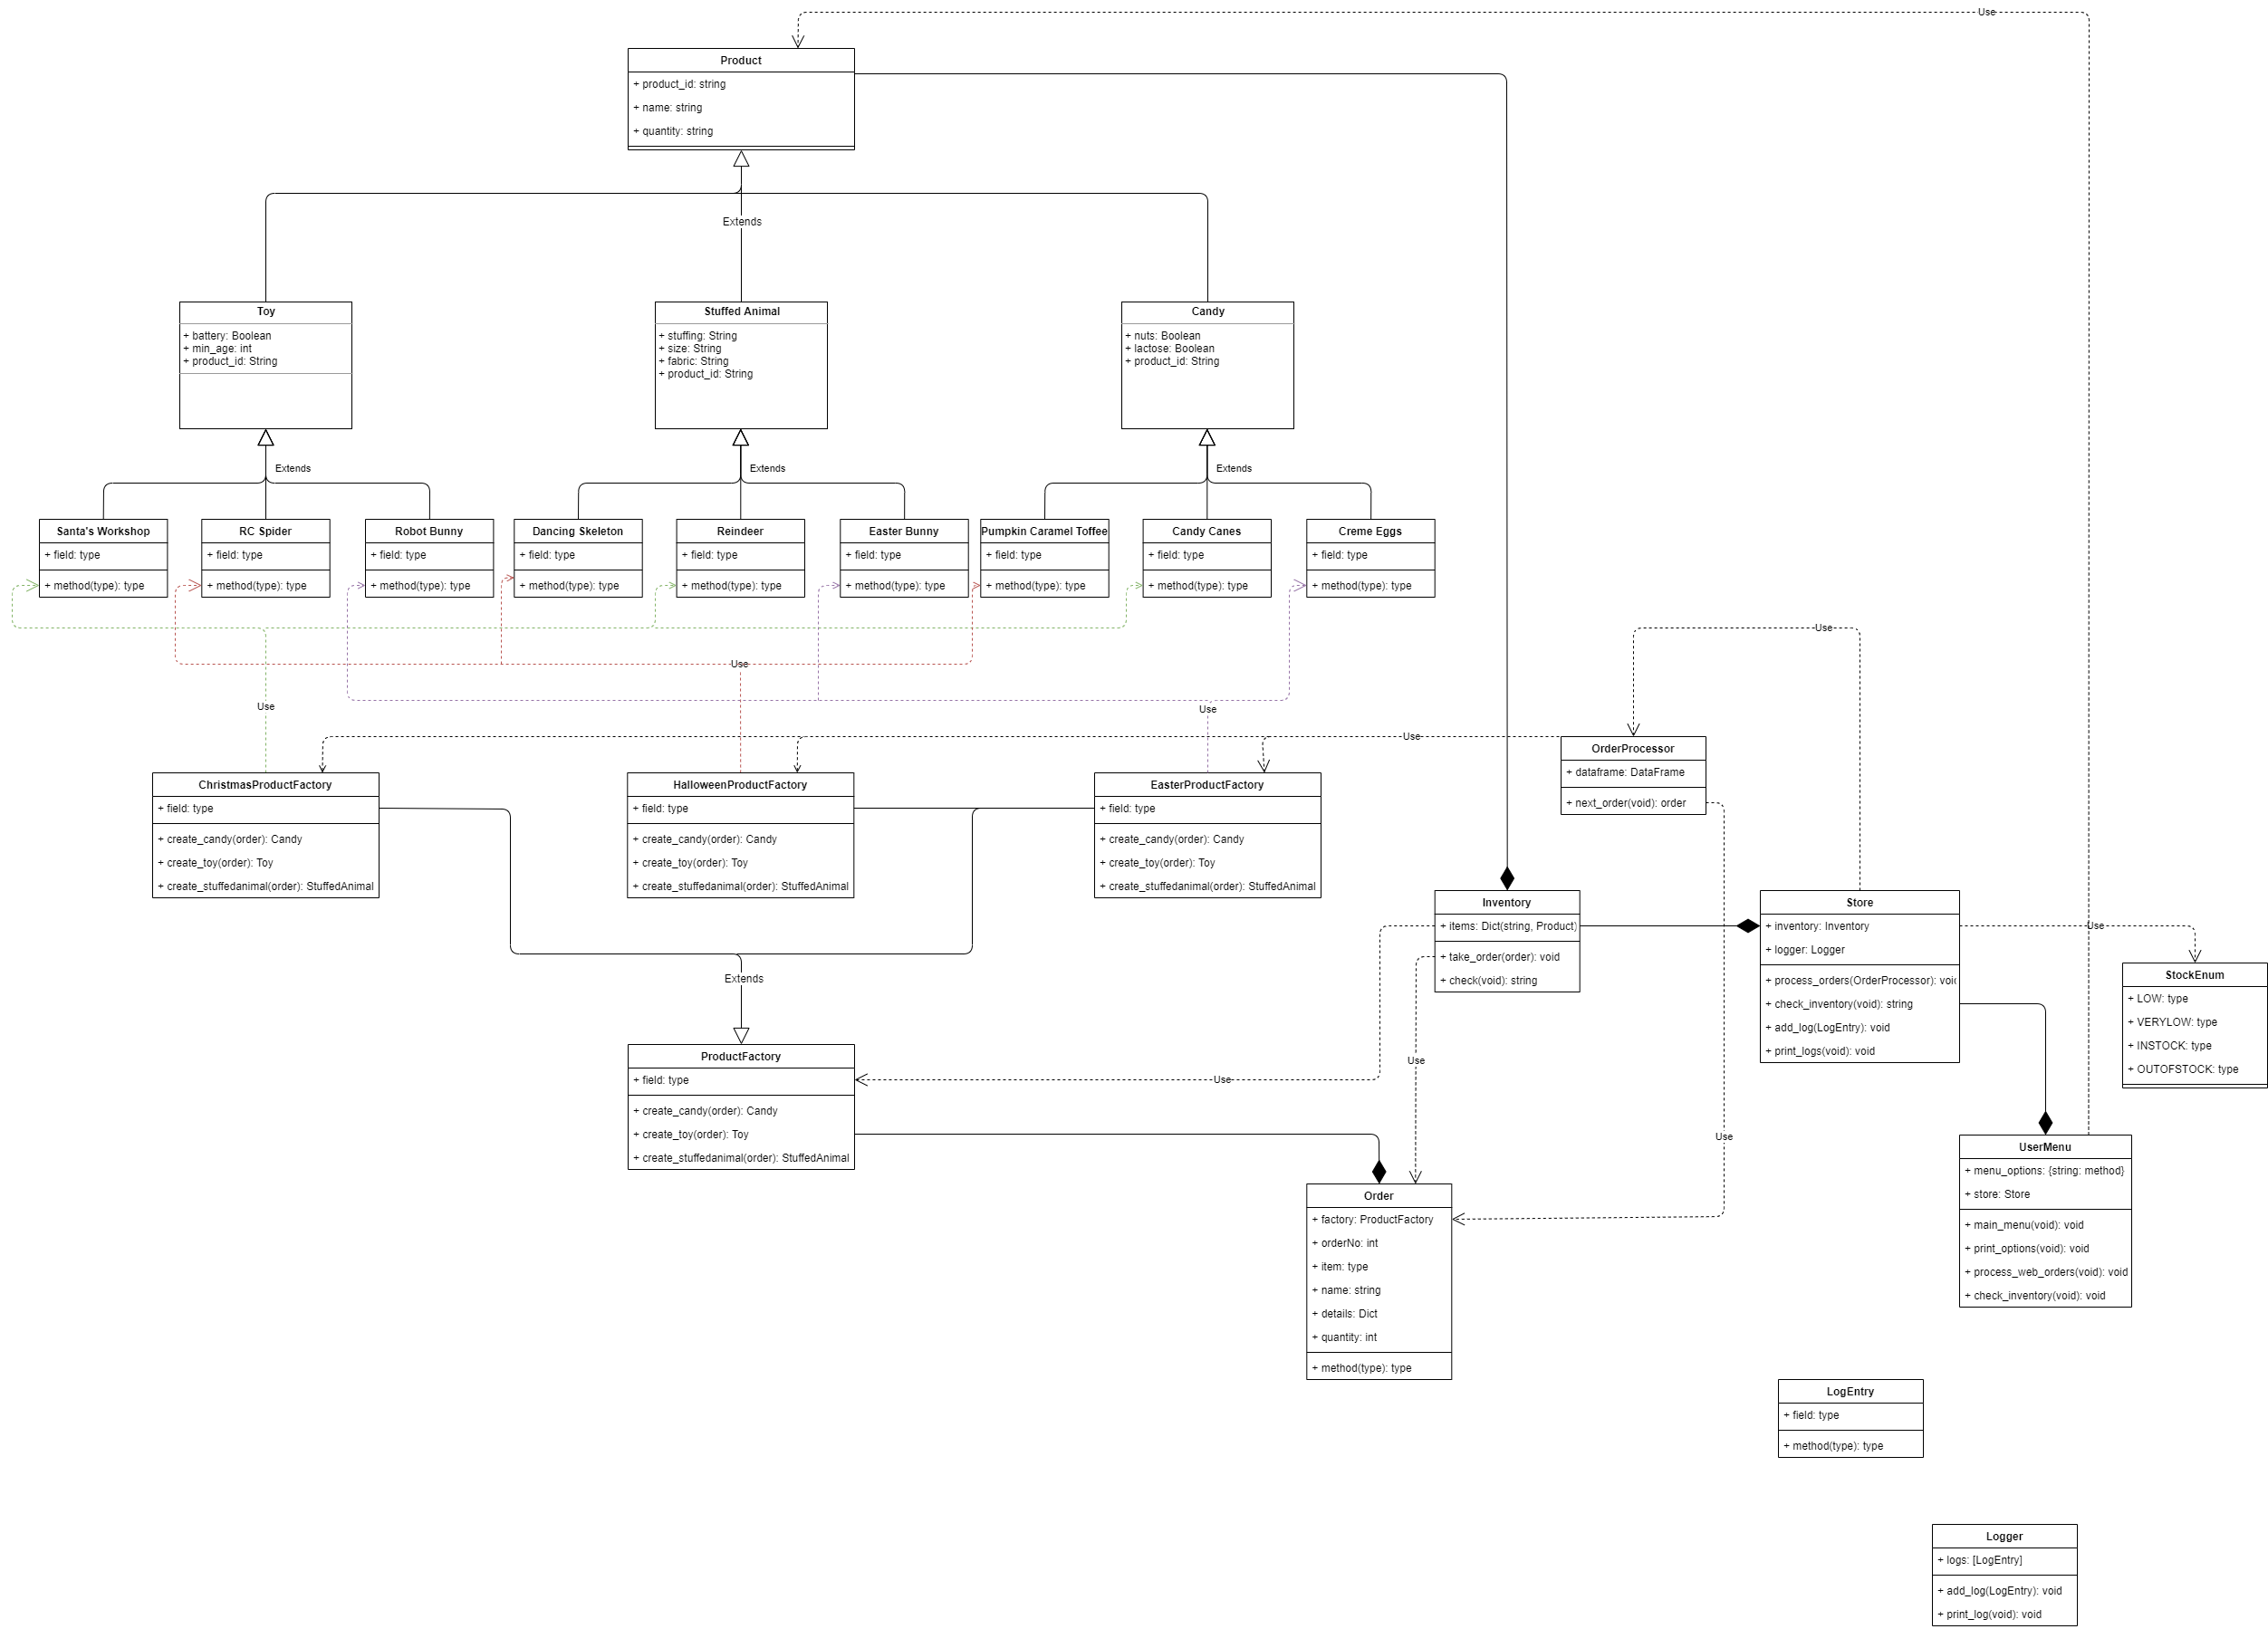 Use
Product
+ product_id: string
+ name: string
+ quantity: string
Extends
Toy
+ battery: Boolean
+ min_age: int
+ product_id: String
Stuffed Animal
+ stuffing: String
+ size: String
+ fabric: String
+ product_id: String
Candy
+ nuts: Boolean
+ lactose: Boolean
+ product_id: String
Extends
Extends
Extends
Santa's Workshop
+ field: type
+ method(type): type
RC Spider
+ field: type
+ method(type): type
Robot Bunny
+ field: type
+ method(type): type
Dancing Skeleton
+ field: type
+ method(type): type
Reindeer
+ field: type
+ method(type): type
Easter Bunny
+ field: type
+ method(type): type
Pumpkin Caramel Toffee
+ field: type
+ method(type): type
Candy Canes
+ field: type
+ method(type): type
Creme Eggs
+ field: type
+ method(type): type
Use
Use
Use
Use
Use
OrderProcessor
+ dataframe: DataFrame
+ next_order(void): order
ChristmasProductFactory
+ field: type
+ create_candy(order): Candy
+ create_toy(order): Toy
+ create_stuffedanimal(order): StuffedAnimal
HalloweenProductFactory
+ field: type
+ create_candy(order): Candy
+ create_toy(order): Toy
+ create_stuffedanimal(order): StuffedAnimal
EasterProductFactory
+ field: type
+ create_candy(order): Candy
+ create_toy(order): Toy
+ create_stuffedanimal(order): StuffedAnimal
Inventory
+ items: Dict(string, Product)
+ take_order(order): void
+ check(void): string
Store
+ inventory: Inventory
+ logger: Logger
+ process_orders(OrderProcessor): voic
+ check_inventory(void): string
+ add_log(LogEntry): void
+ print_logs(void): void
Use
StockEnum
+ LOW: type
+ VERYLOW: type
+ INSTOCK: type
+ OUTOFSTOCK: type
Extends
ProductFactory
+ field: type
+ create_candy(order): Candy
+ create_toy(order): Toy
+ create_stuffedanimal(order): StuffedAnimal
Use
Use
Use
UserMenu
+ menu_options: {string: method}
+ store: Store
+ main_menu(void): void
+ print_options(void): void
+ process_web_orders(void): void
+ check_inventory(void): void
Order
+ factory: ProductFactory
+ orderNo: int
+ item: type
+ name: string
+ details: Dict
+ quantity: int
+ method(type): type
LogEntry
+ field: type
+ method(type): type
Logger
+ logs: [LogEntry]
+ add_log(LogEntry): void
+ print_log(void): void